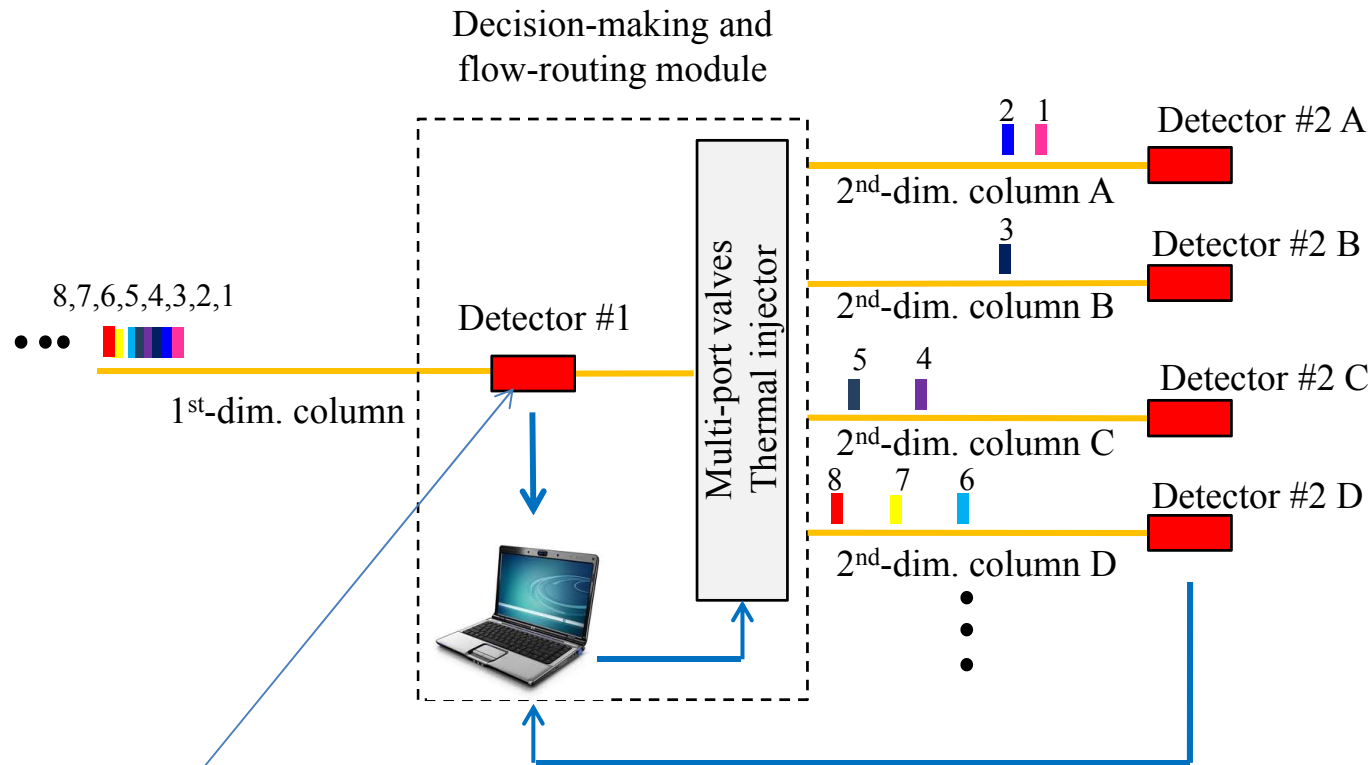 Decision-making and
flow-routing module
2 1
Detector #2 A
2nd-dim. column A
3
Detector #2 B
2nd-dim. column B
8,7,6,5,4,3,2,1
Detector #1
1st-dim. column
Multi-port valves
Thermal injector
5 4
Detector #2 C
2nd-dim. column C
8 7 6
Detector #2 D
2nd-dim. column D